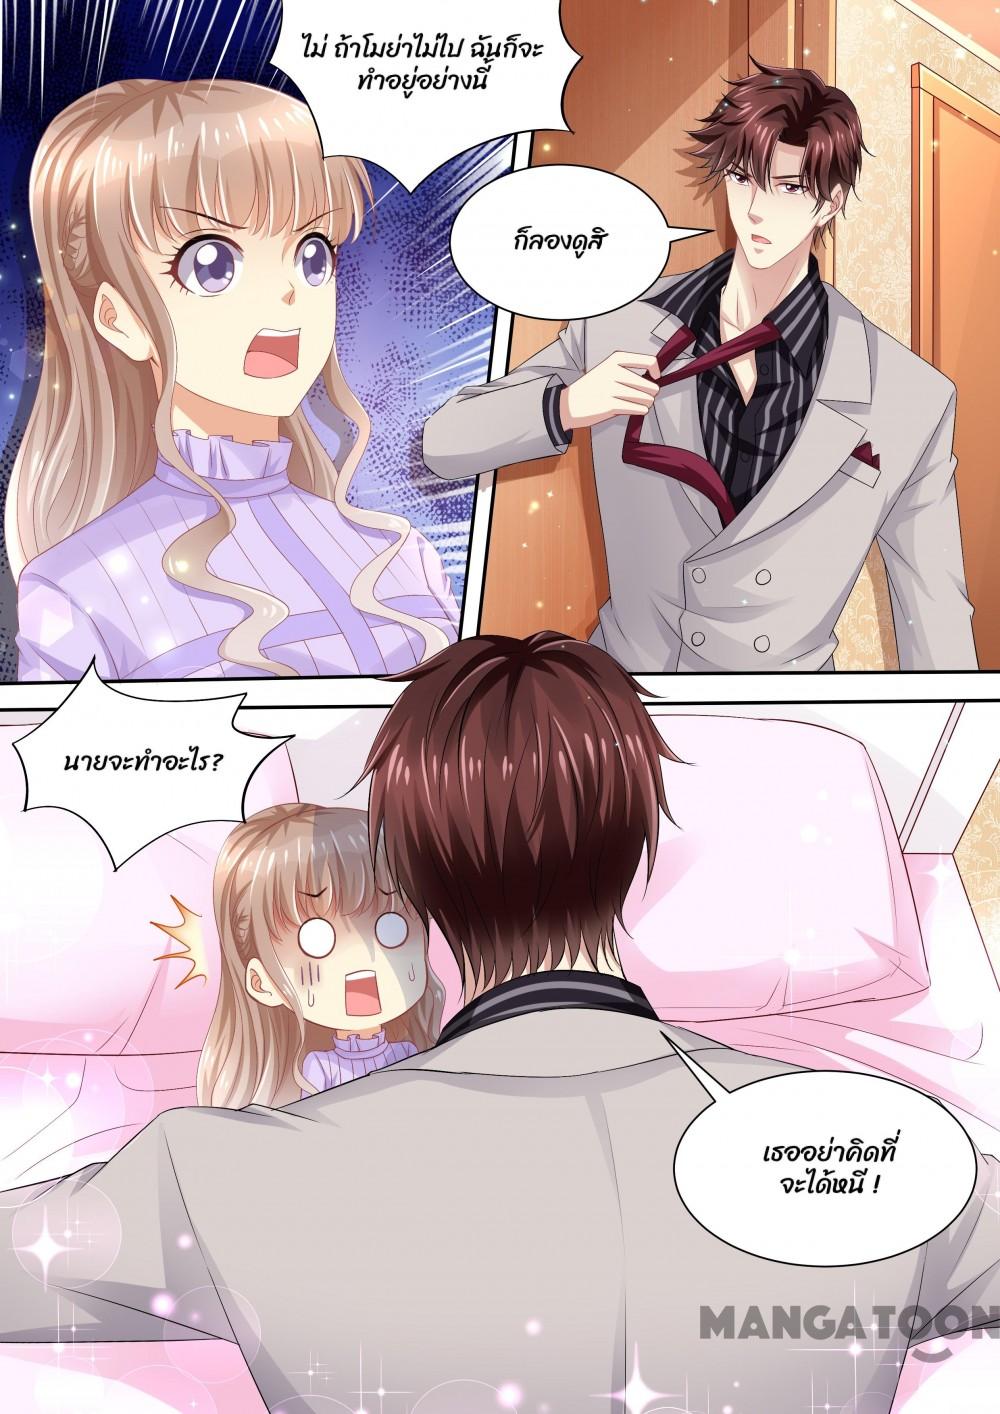 ไม่ ถ้าโมย่าไม่ไป ฉันก็จะ
ทำอยู่อย่างนี้
ก็ลองดูสิ
นายจะทำอะไร?
เธออย่าคิดที่
จะได้หนี !
MANGATOON